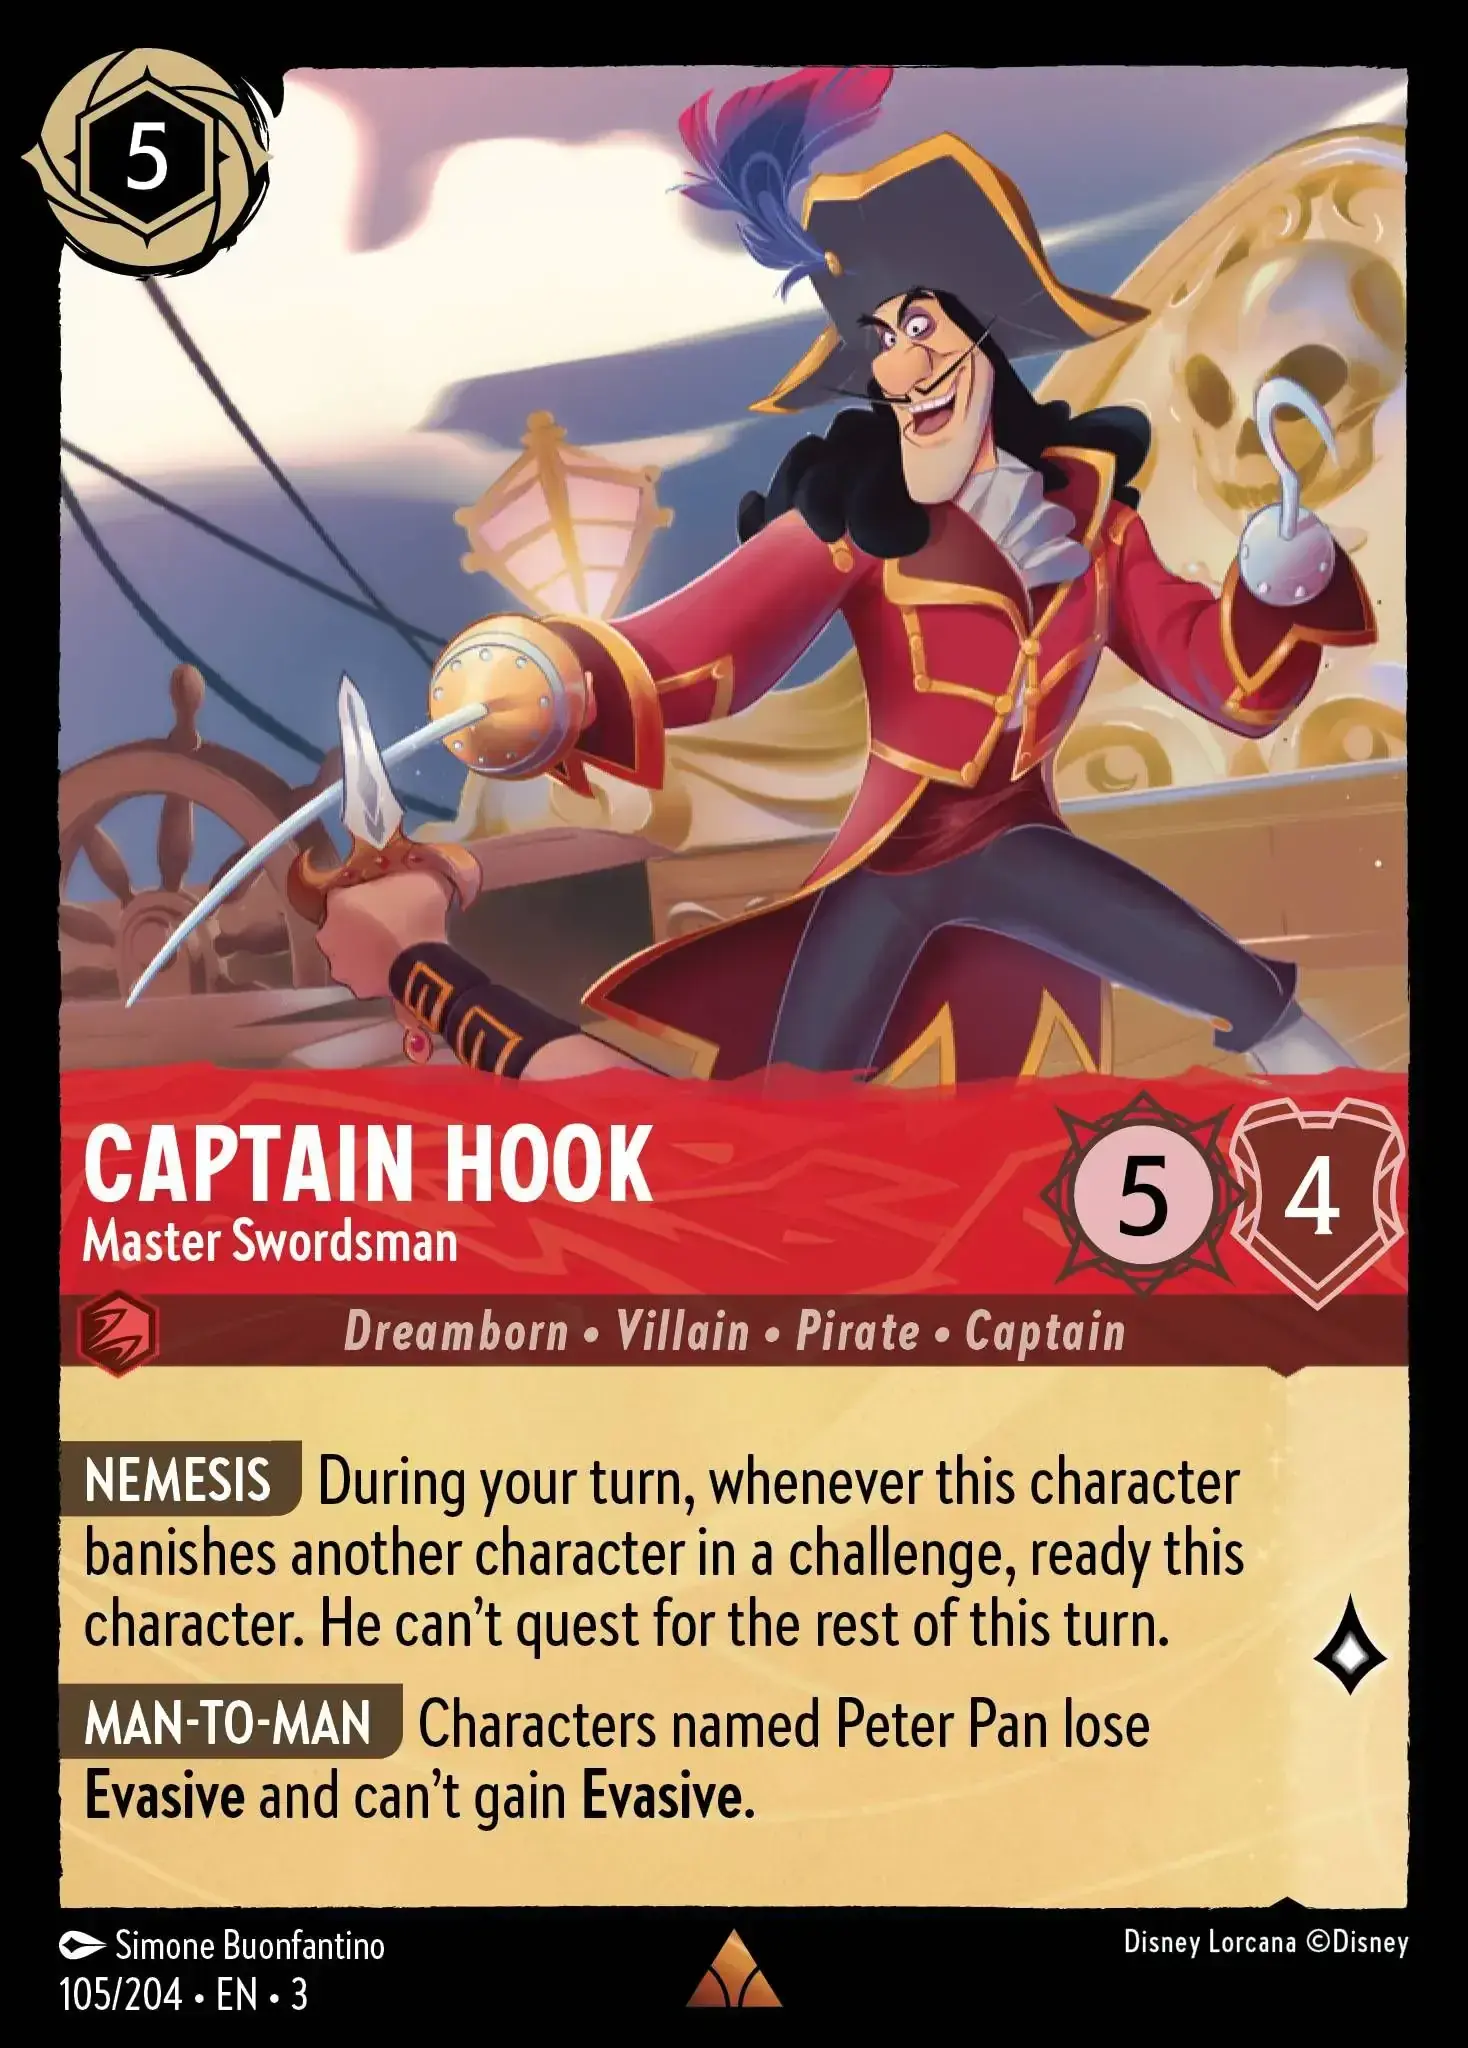 5
CAPTAIN HOOK
Master Swordsman
5
4
Dreamborn • Villain • Pirate • Captain
NEMESIS During your turn, whenever this character
banishes another character in a challenge, ready this
character. He can't quest for the rest of this turn.
MAN-TO-MAN Characters named Peter Pan lose
Evasive and can't gain Evasive.
Simone Buonfantino
Disney Lorcana ©Disney
105/204 • EN • 3